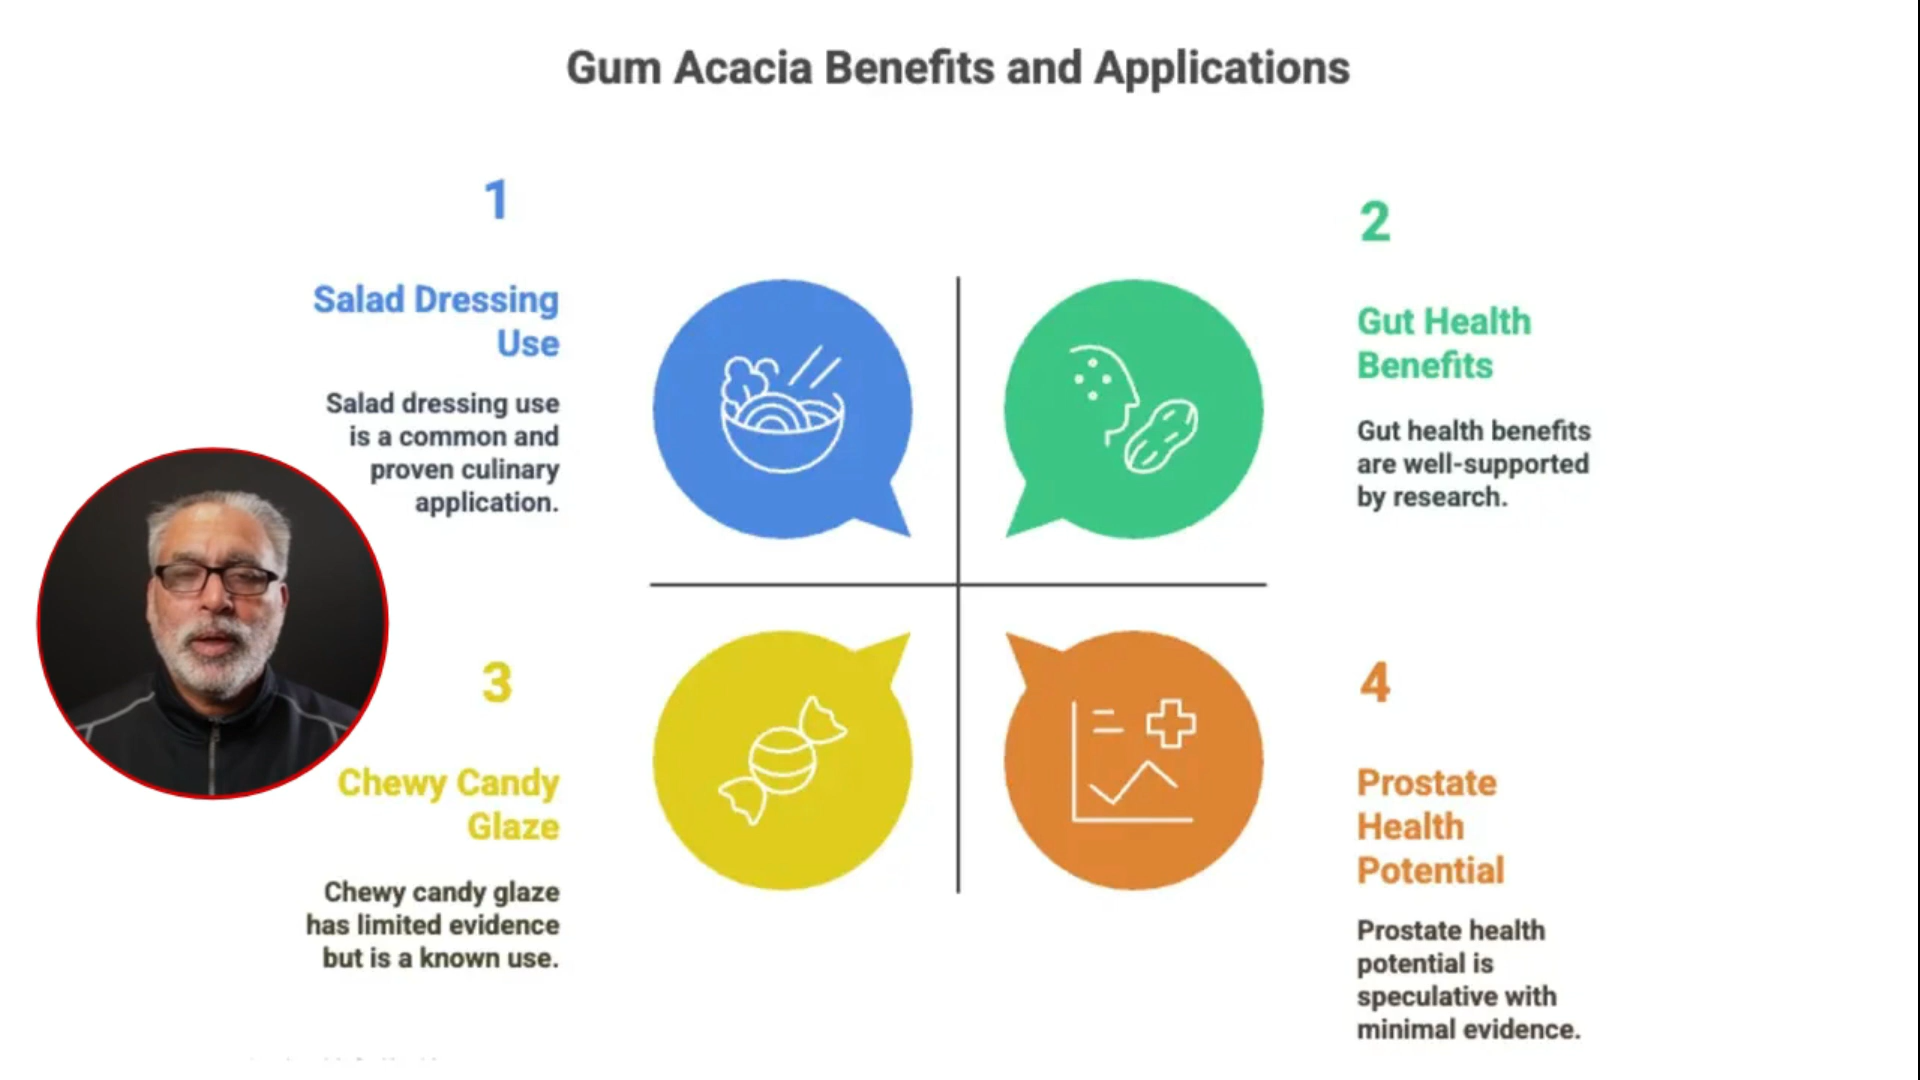 Gum Acacia Benefits and Applications
1
Salad Dressing
Use
Salad dressing use
is a common and
proven culinary
application.
2
Gut Health
Benefits
Gut health benefits
are well-supported
by research.
3
Chewy Candy
Glaze
Chewy candy glaze
has limited evidence
but is a known use.
4
Prostate
Health
Potential
Prostate health
potential is
speculative with
minimal evidence.